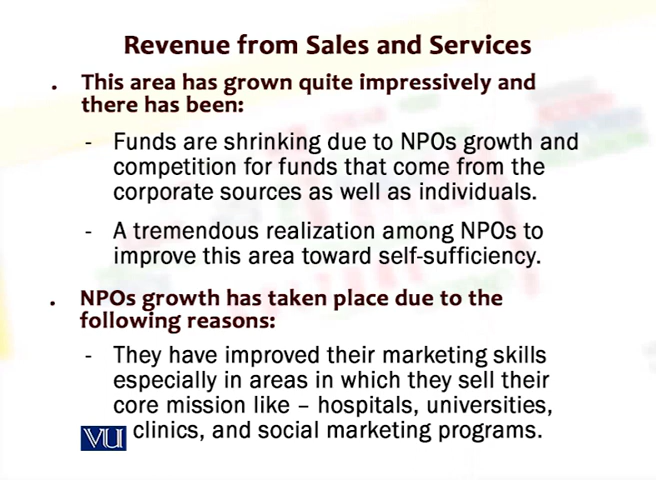 Revenue from Sales and Services
. This area has grown quite impressively and
there has been:
- Funds are shrinking due to NPOs growth and
competition for funds that come from the
corporate sources as well as individuals.
- A tremendous realization among NPOs to
improve this area toward self-sufficiency.
. NPOs growth has taken place due to the
following reasons:
- They have improved their marketing skills
especially in areas in which they sell their
core mission like – hospitals, universities,
VU clinics, and social marketing programs.